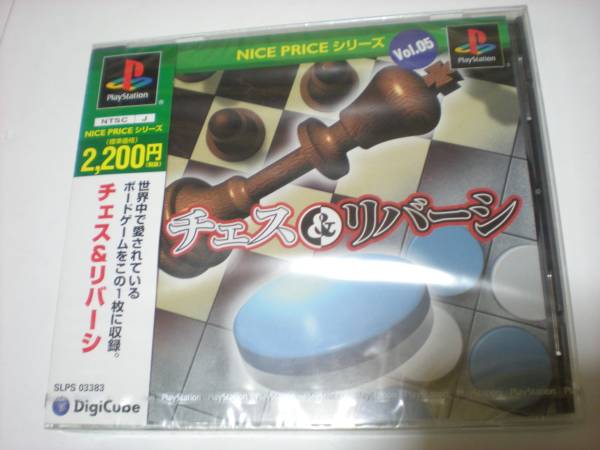 PlayStation
NTSC J
NICE PRICE シリーズ
(標準価格)
2,200円
世界中で愛されている
ボードゲームをこの1枚に収録。
チェス&リバーシ
SLPS 03383
DigiCube
NICE PRICE シリーズ
Vol.05
PlayStation
チェス&リバーシ
PlayStation
PlayStation
PlayStation